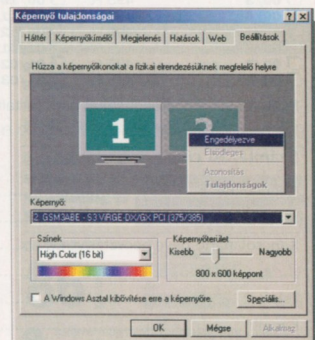 Képernyő tulajdonságai
Háttér Képernyőkímélő Megjelenés Hatások Web Beállítások
Húzza a képernyőikonokat a fizikai elrendezésüknek megfelelő helyre
1 2
Engedélyezve
Elsődleges
Azonosítás
Tulajdonságok
Képernyő:
2. GSM3ABE - S3 VIRGE-DX/GX PCI (375/385)
Színek
High Color (16 bit)
Képernyőterület
Kisebb Nagyobb
800 x 600 képpont
A Windows Asztal kibővítése erre a képernyőre.
Speciális...
OK Mégse Alkalmaz